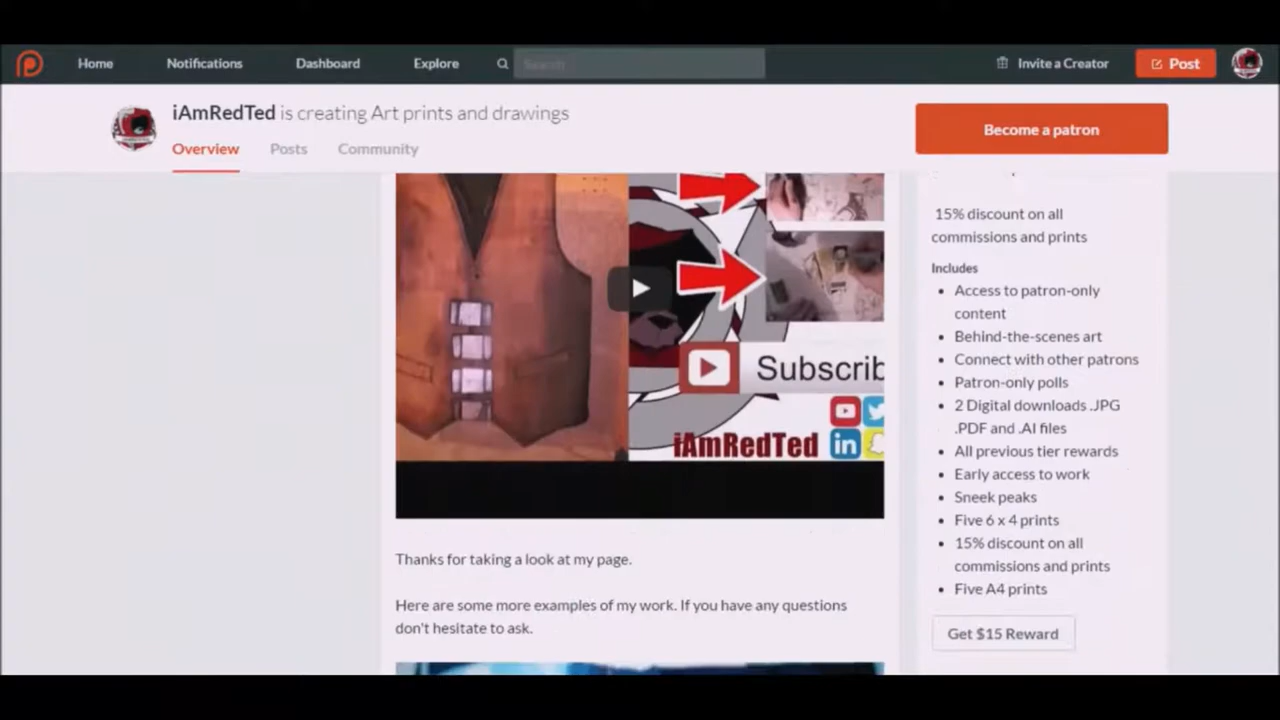 Home Notifications Dashboard Explore Search Invite a Creator Post
iAmRedTed is creating Art prints and drawings
Become a patron
Overview Posts Community
Subscrib
iAmRedTed in
Thanks for taking a look at my page.
Here are some more examples of my work. If you have any questions
don't hesitate to ask.
15% discount on all
commissions and prints
Includes
Access to patron-only
content
Behind-the-scenes art
Connect with other patrons
Patron-only polls
2 Digital downloads .JPG
.PDF and .AI files
All previous tier rewards
Early access to work
Sneek peaks
Five 6 x 4 prints
15% discount on all
commissions and prints
Five A4 prints
Get $15 Reward